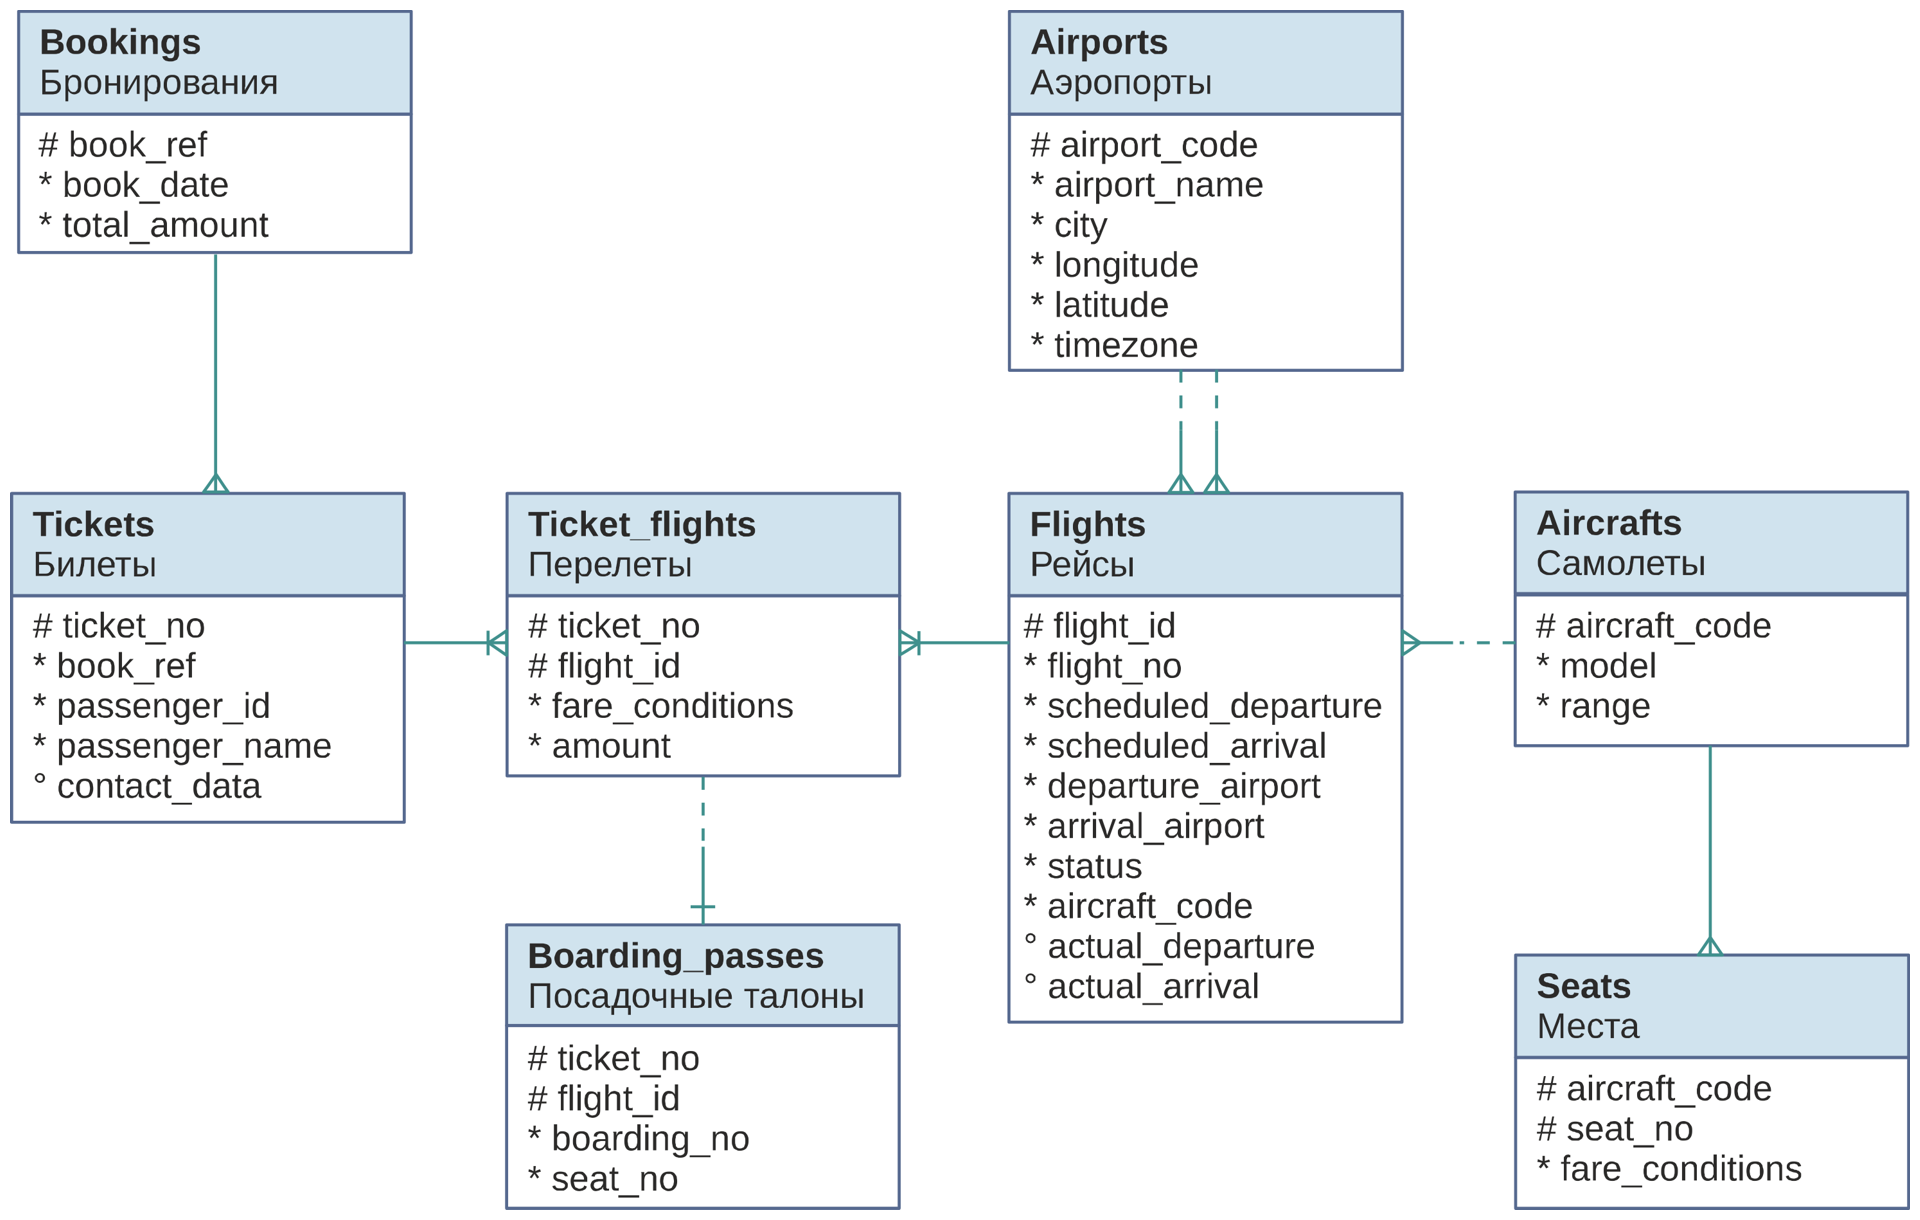 Bookings
Бронирования
# book_ref
* book_date
* total_amount
Airports
Аэропорты
# airport_code
* airport_name
* city
* longitude
* latitude
* timezone
Tickets
Билеты
# ticket_no
* book_ref
* passenger_id
* passenger_name
° contact_data
Ticket_flights
Перелеты
# ticket_no
# flight_id
* fare_conditions
* amount
Flights
Рейсы
# flight_id
* flight_no
* scheduled_departure
* scheduled_arrival
* departure_airport
* arrival_airport
* status
* aircraft_code
° actual_departure
° actual_arrival
Aircrafts
Самолеты
# aircraft_code
* model
* range
Boarding_passes
Посадочные талоны
# ticket_no
# flight_id
* boarding_no
* seat_no
Seats
Места
# aircraft_code
# seat_no
* fare_conditions